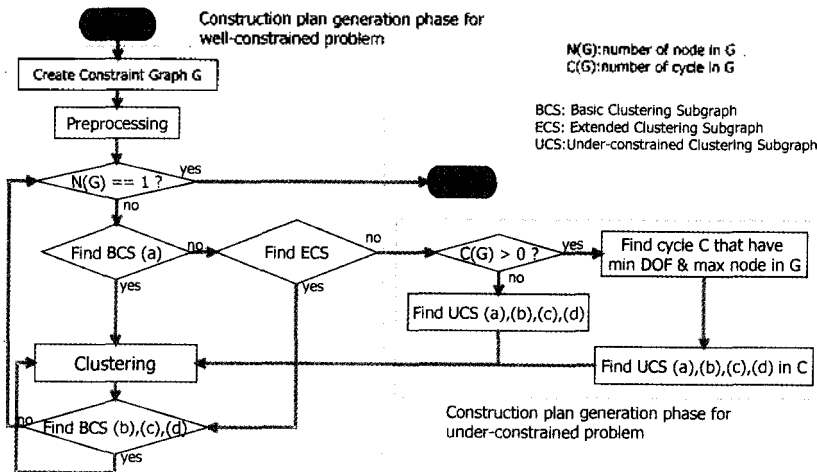 Construction plan generation phase for
well-constrained problem
N(G):number of node in G
C(G):number of cycle in G
Create Constraint Graph G
BCS: Basic Clustering Subgraph
ECS: Extended Clustering Subgraph
UCS:Under-constrained Clustering Subgraph
Preprocessing
N(G) == 1 ?
yes
no
Find BCS (a)
no
yes
Find ECS
no
yes
C(G) > 0 ?
yes
no
Find cycle C that have
min DOF & max node in G
Find UCS (a),(b),(c),(d)
Clustering
Find UCS (a),(b),(c),(d) in C
Find BCS (b),(c),(d)
no
yes
Construction plan generation phase for
under-constrained problem